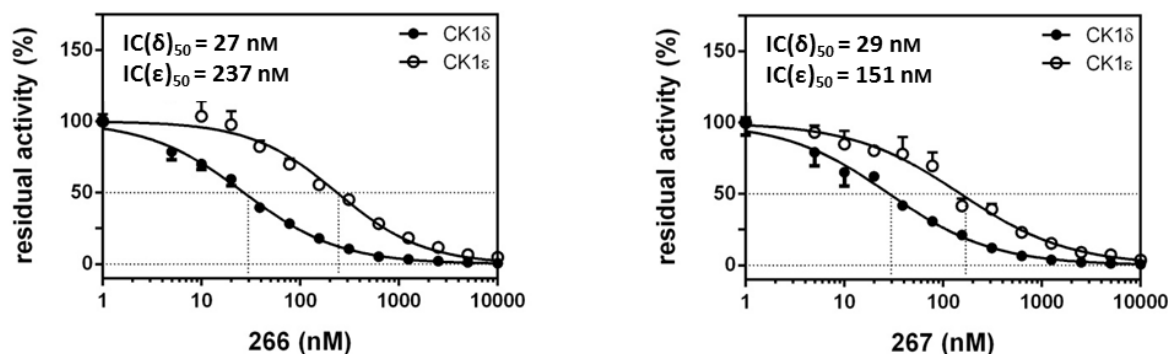 residual activity (%)
150
100
50
0
IC(δ)₅₀ = 27 nM
IC(ε)₅₀ = 237 nM
CK1δ
CK1ε
1
10
100
1000
10000
266 (nM)
residual activity (%)
150
100
50
0
IC(δ)₅₀ = 29 nM
IC(ε)₅₀ = 151 nM
CK1δ
CK1ε
1
10
100
1000
10000
267 (nM)